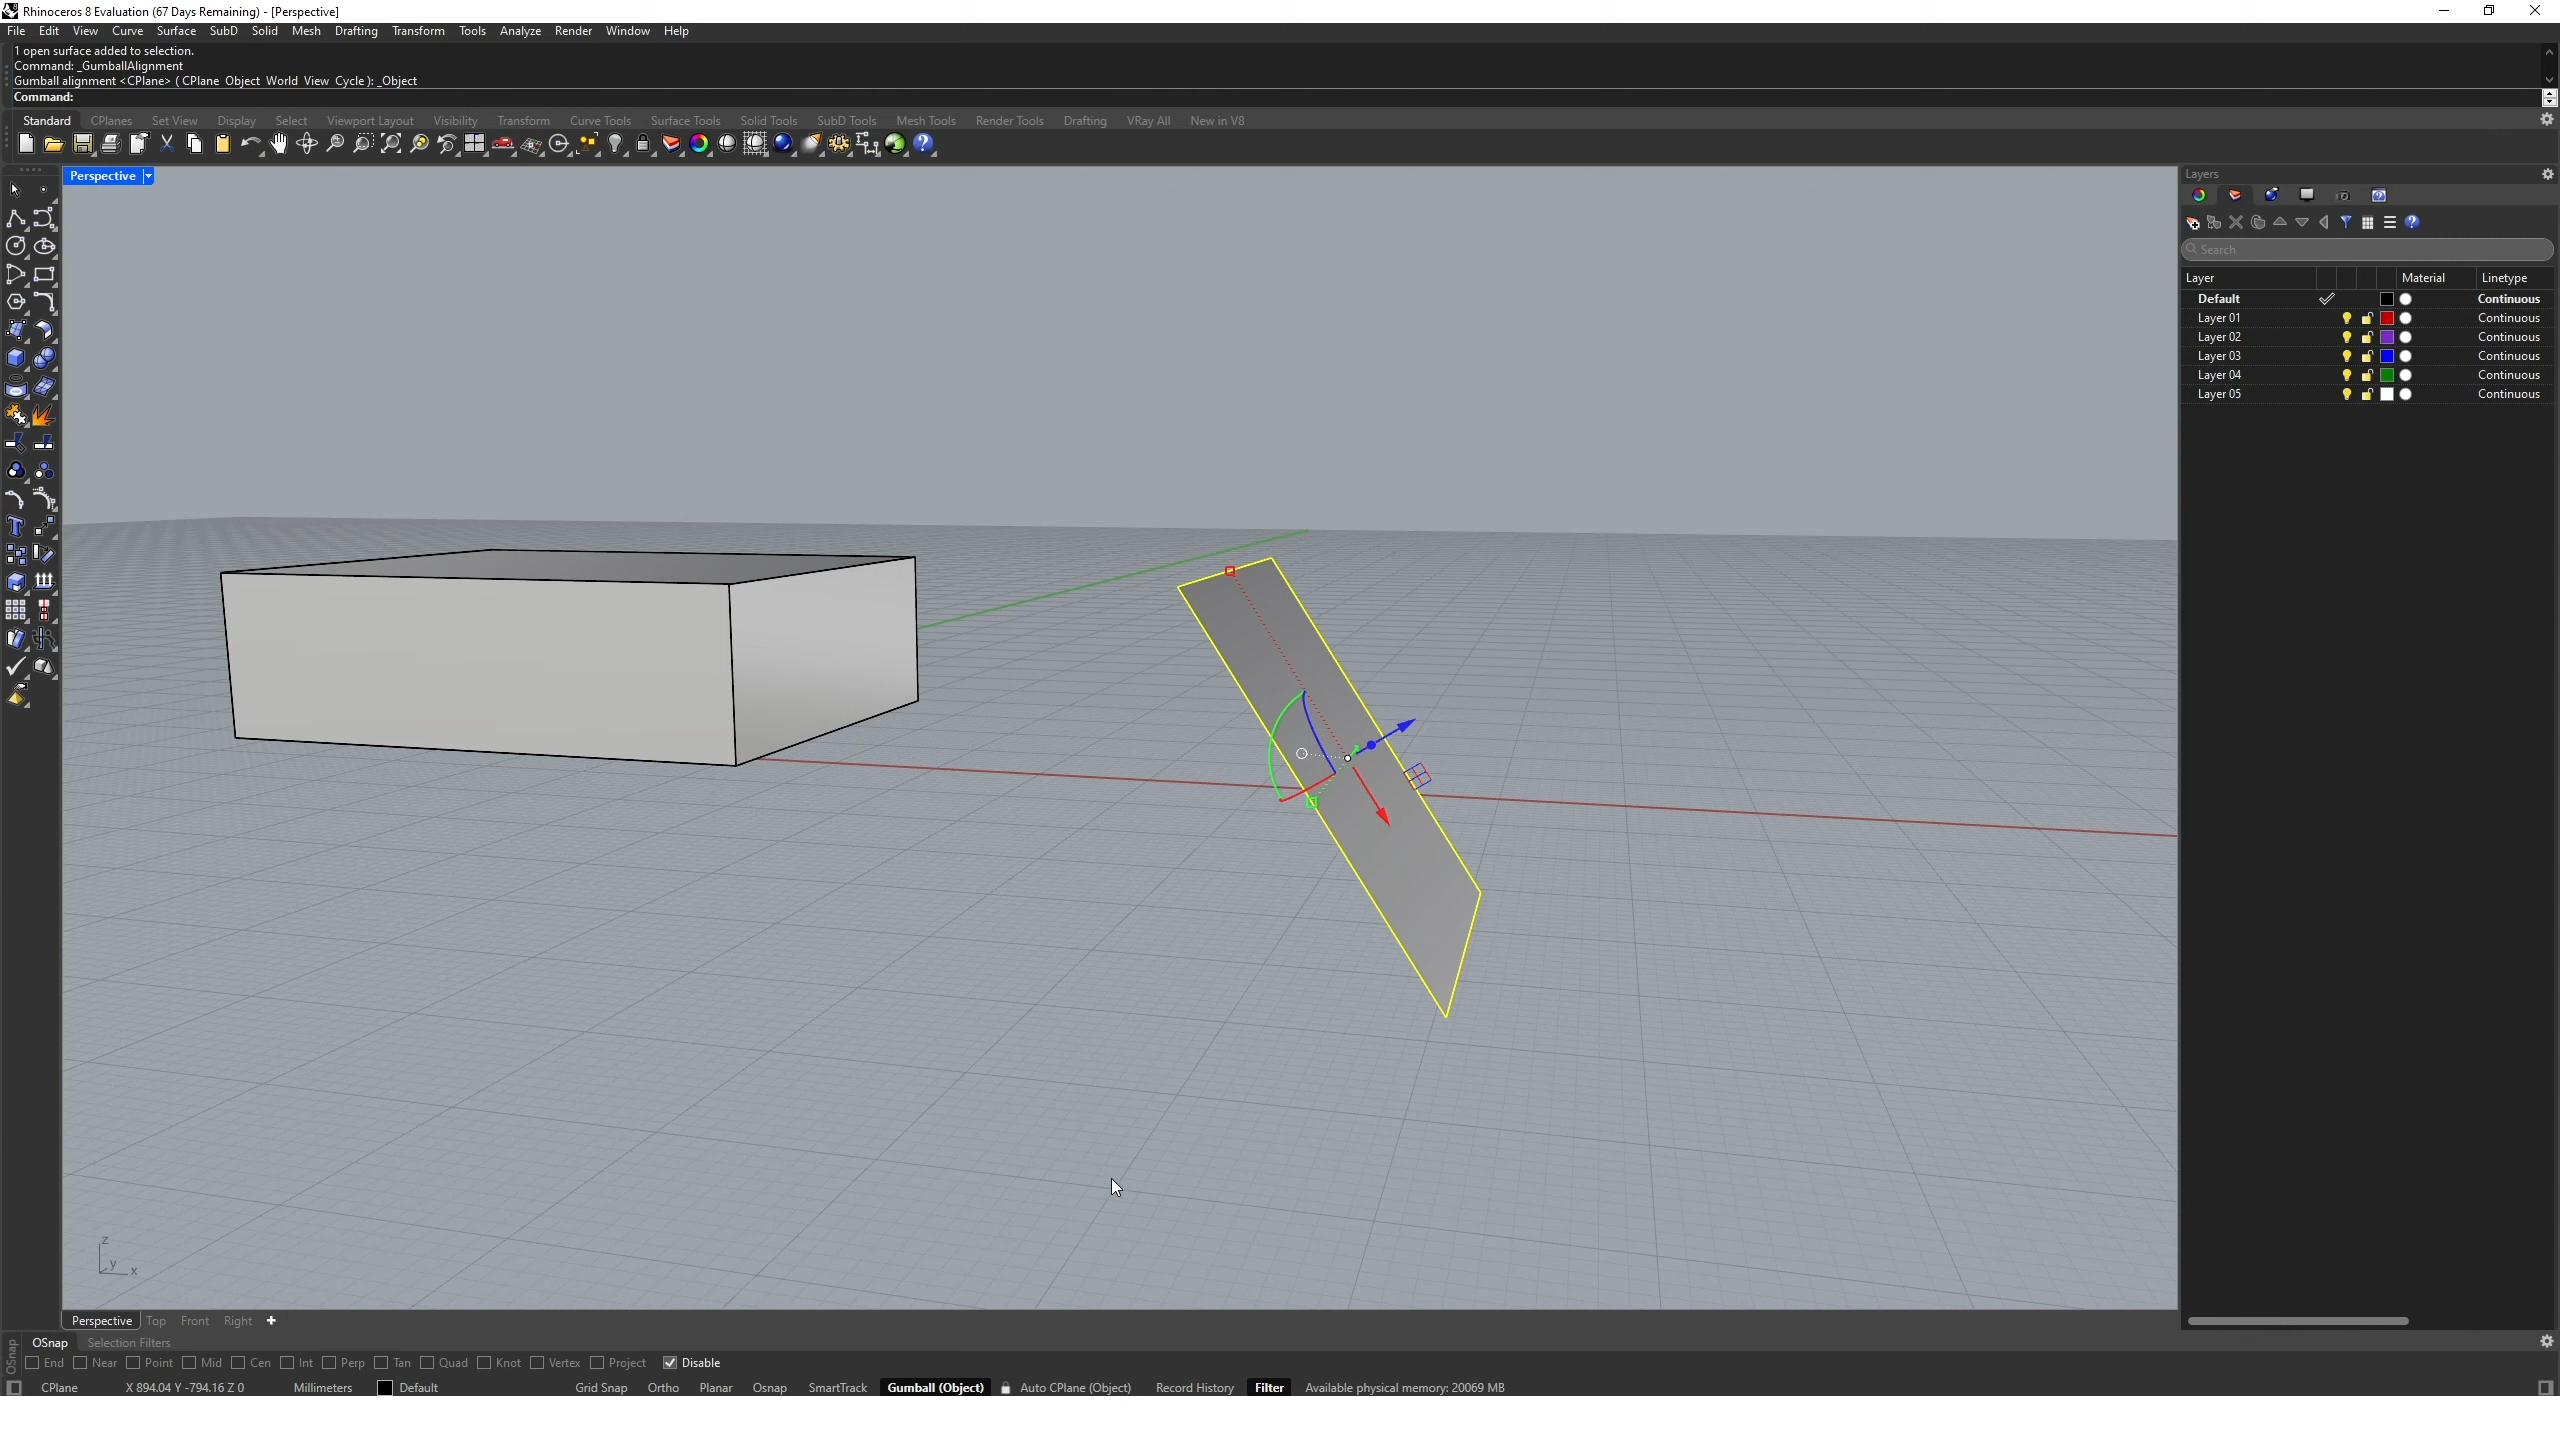 Rhinoceros 8 Evaluation (67 Days Remaining) - [Perspective]
File Edit View Curve Surface SubD Solid Mesh Drafting Transform Tools Analyze Render Window Help
1 open surface added to selection.
Command: _GumballAlignment
Gumball alignment <CPlane> ( CPlane Object World View Cycle ): _Object
Command:
Standard CPlanes Set View Display Select Viewport Layout Visibility Transform Curve Tools Surface Tools Solid Tools SubD Tools Mesh Tools Render Tools Drafting VRay All New in V8
Perspective
Layers
Search
Layer Material Linetype
Default Continuous
Layer 01 Continuous
Layer 02 Continuous
Layer 03 Continuous
Layer 04 Continuous
Layer 05 Continuous
z
y x
Perspective Top Front Right
OSnap Selection Filters
OSnap
End Near Point Mid Cen Int Perp Tan Quad Knot Vertex Project Disable
CPlane X 894.04 Y -794.16 Z 0 Millimeters Default Grid Snap Ortho Planar Osnap SmartTrack Gumball (Object) Auto CPlane (Object) Record History Filter Available physical memory: 20069 MB